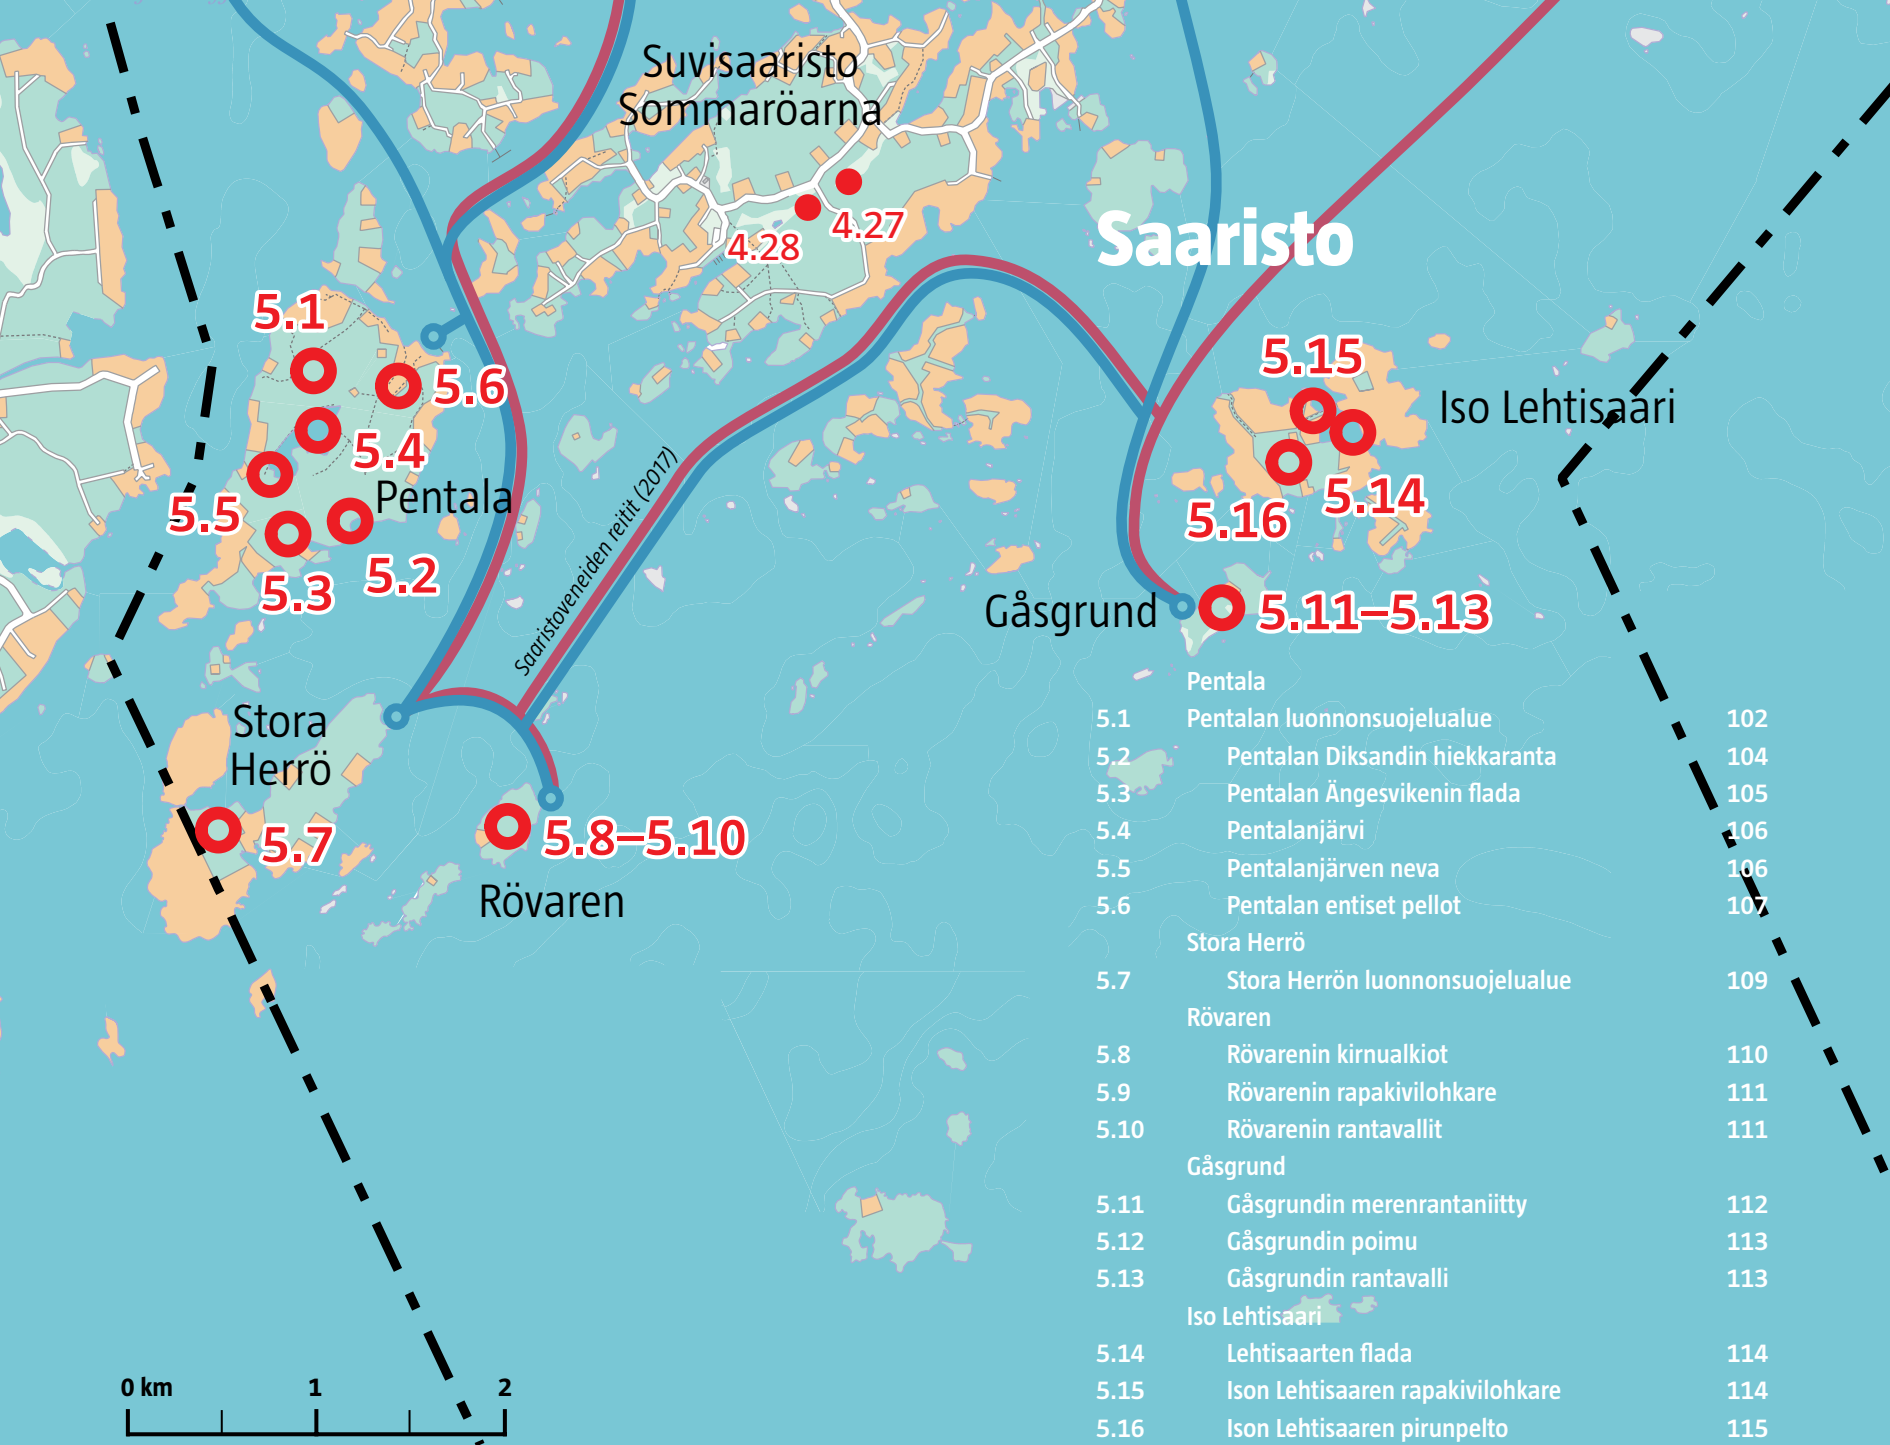 Suvisaaristo
Sommaröarna
4.27
4.28
Saaristo
5.1
5.6
5.4
Pentala
5.5
5.3
5.2
Saaristoveneiden reitit (2017)
5.15
Iso Lehtisaari
5.14
5.16
Gåsgrund
5.11–5.13
Stora
Herrö
5.7
5.8–5.10
Rövaren
Pentala
5.1 Pentalan luonnonsuojelualue 102
5.2 Pentalan Diksandin hiekkaranta 104
5.3 Pentalan Ängesvikenin flada 105
5.4 Pentalanjärvi 106
5.5 Pentalanjärven neva 106
5.6 Pentalan entiset pellot 107
Stora Herrö
5.7 Stora Herrön luonnonsuojelualue 109
Rövaren
5.8 Rövarenin kirnualkiot 110
5.9 Rövarenin rapakivilohkare 111
5.10 Rövarenin rantavallit 111
Gåsgrund
5.11 Gåsgrundin merenrantaniitty 112
5.12 Gåsgrundin poimu 113
5.13 Gåsgrundin rantavalli 113
Iso Lehtisaari
5.14 Lehtisaarten flada 114
5.15 Ison Lehtisaaren rapakivilohkare 114
5.16 Ison Lehtisaaren pirunpelto 115
0 km 1 2